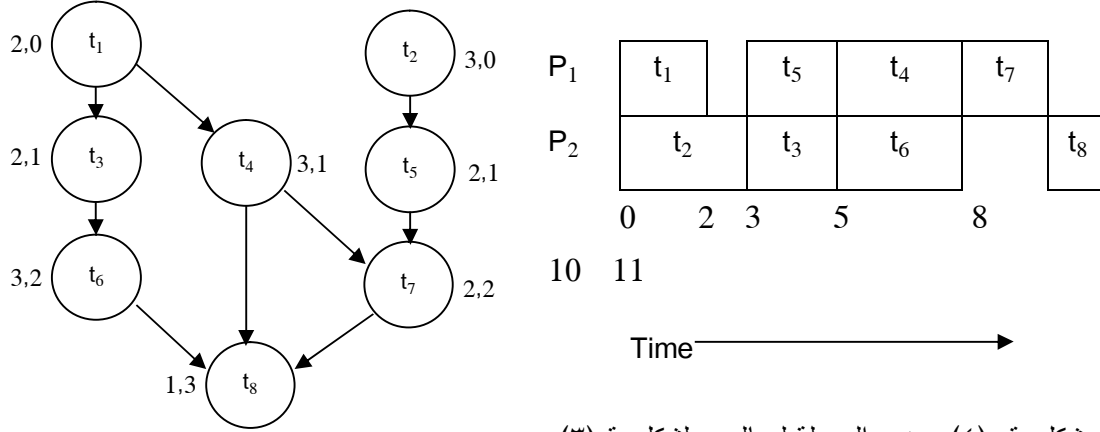 2,0 t1
t2 3,0
2,1 t3
t4 3,1
t5 2,1
3,2 t6
t7 2,2
1,3 t8
P1 t1 t5 t4 t7
P2 t2 t3 t6 t8
0 2 3 5 8
10 11
Time